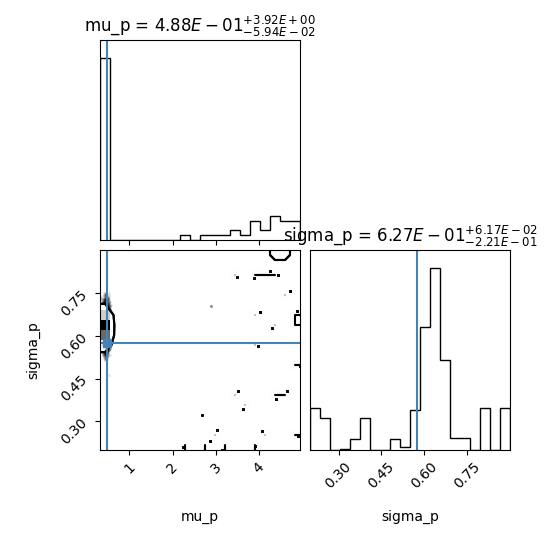 mu_p = 4.88E − 01+3.92E + 00 −5.94E − 02
sigma_p = 6.27E − 01+6.17E − 02 −2.21E − 01
0.75
0.60
0.45
0.30
sigma_p
1 2 3 4
0.30 0.45 0.60 0.75
mu_p
sigma_p